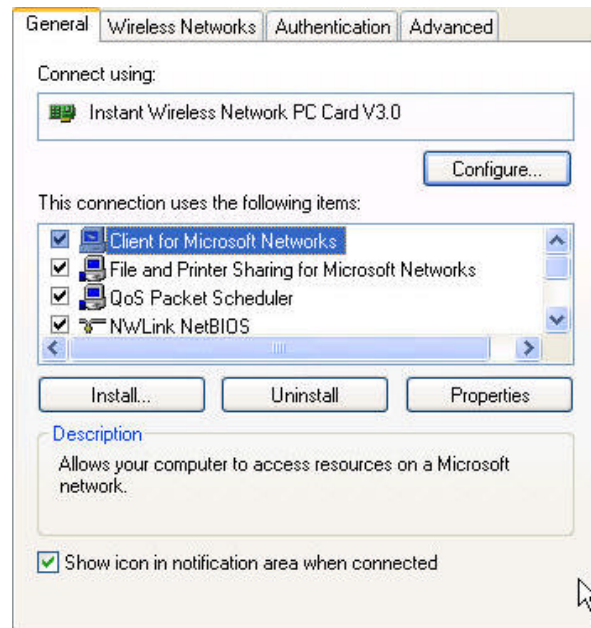 General Wireless Networks Authentication Advanced
Connect using:
Instant Wireless Network PC Card V3.0
Configure...
This connection uses the following items:
Client for Microsoft Networks
File and Printer Sharing for Microsoft Networks
QoS Packet Scheduler
NWLink NetBIOS
Install... Uninstall Properties
Description
Allows your computer to access resources on a Microsoft
network.
Show icon in notification area when connected